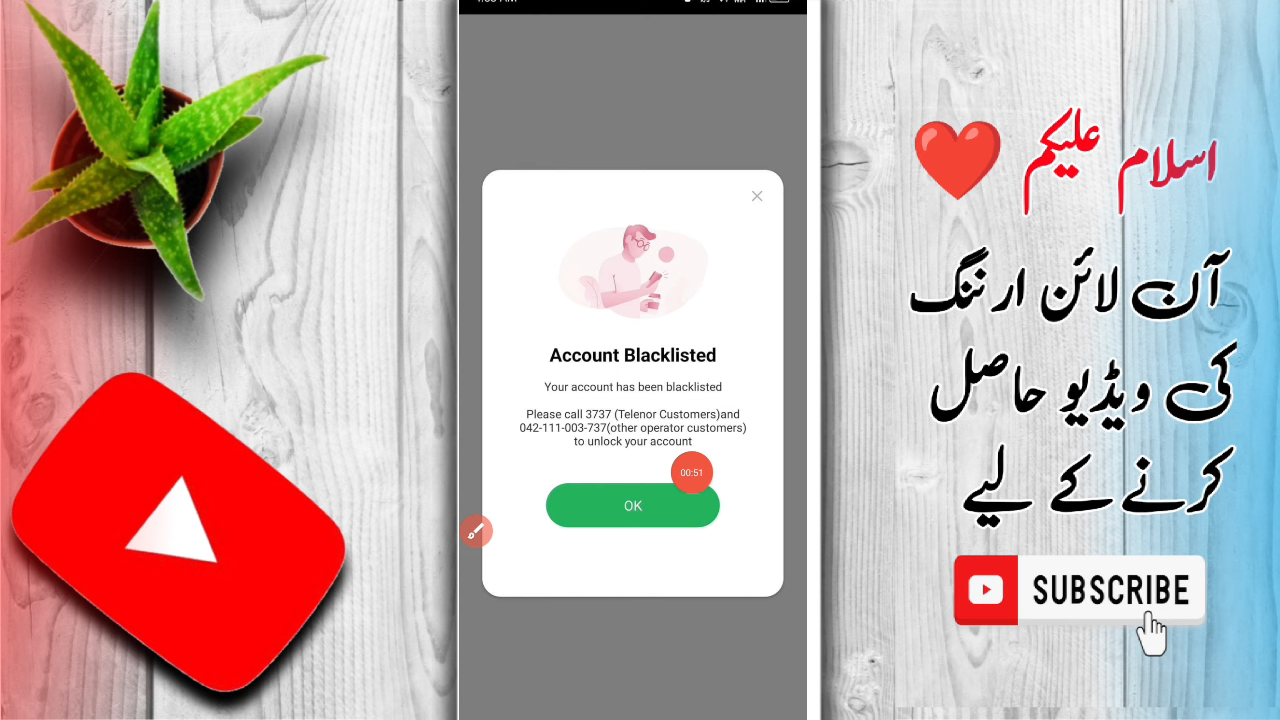 Account Blacklisted
Your account has been blacklisted
Please call 3737 (Telenor Customers)and
042-111-003-737(other operator customers)
to unlock your account
00:51
OK
اسلام علیکم
آن لائن ارننگ
کی ویڈیو حاصل
کرنے کے لیے
SUBSCRIBE